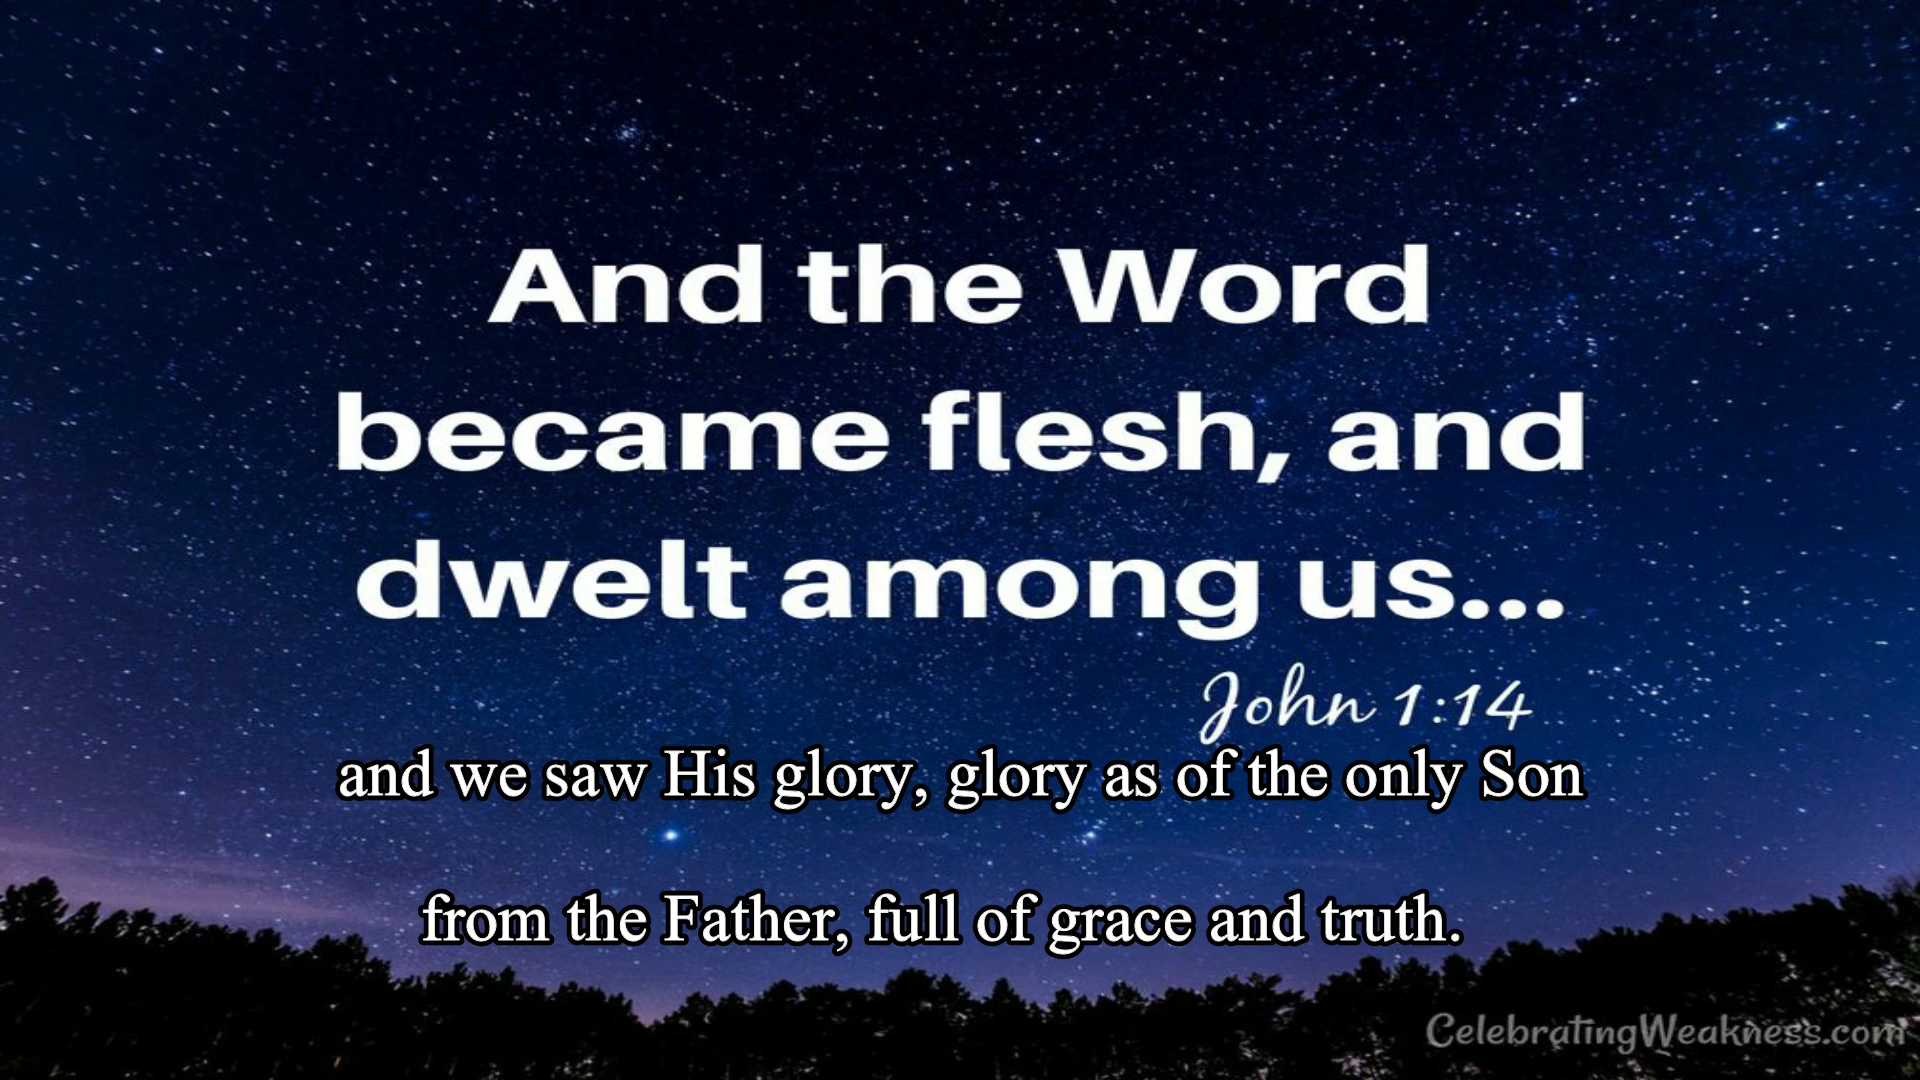 And the Word
became flesh, and
dwelt among us...
John 1:14
and we saw His glory, glory as of the only Son
from the Father, full of grace and truth.
CelebratingWeakness.com